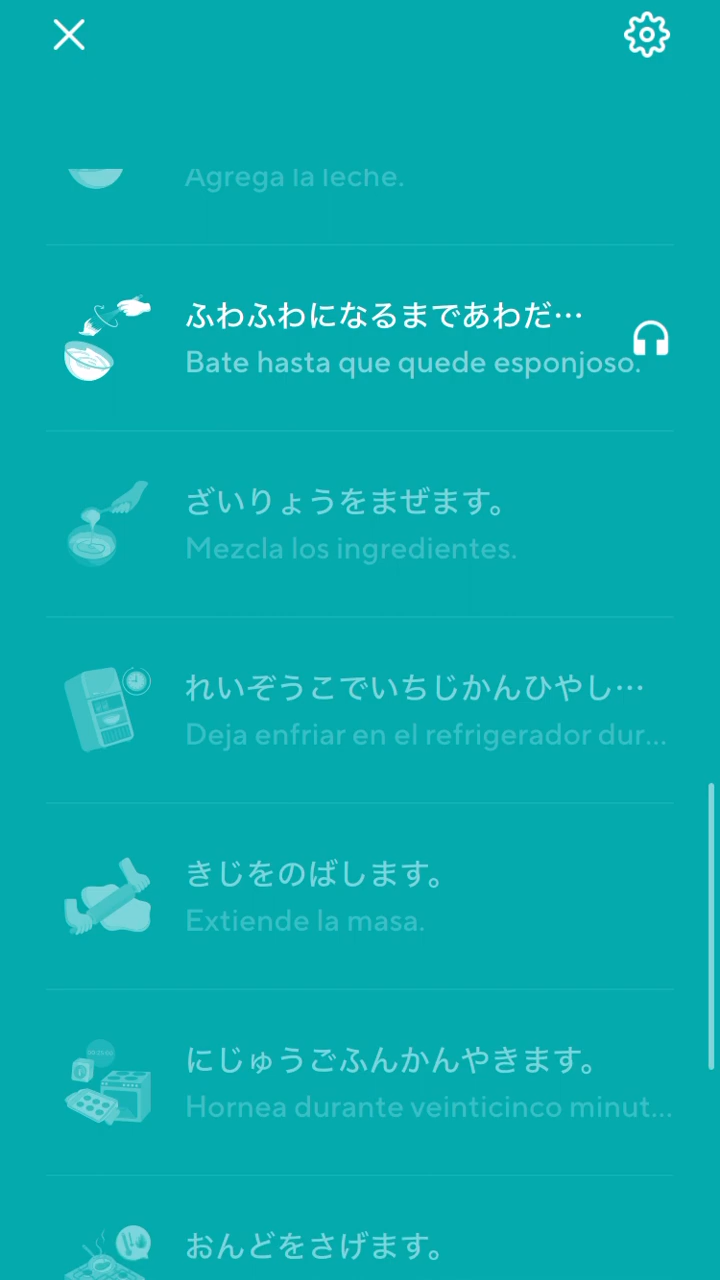 Agrega la leche.
ふわふわになるまであわだ…
Bate hasta que quede esponjoso.
ざいりょうをまぜます。
Mezcla los ingredientes.
れいぞうこでいちじかんひやし…
Deja enfriar en el refrigerador dur...
きじをのばします。
Extiende la masa.
にじゅうごふんかんやきます。
Hornea durante veinticinco minut...
おんどをさげます。